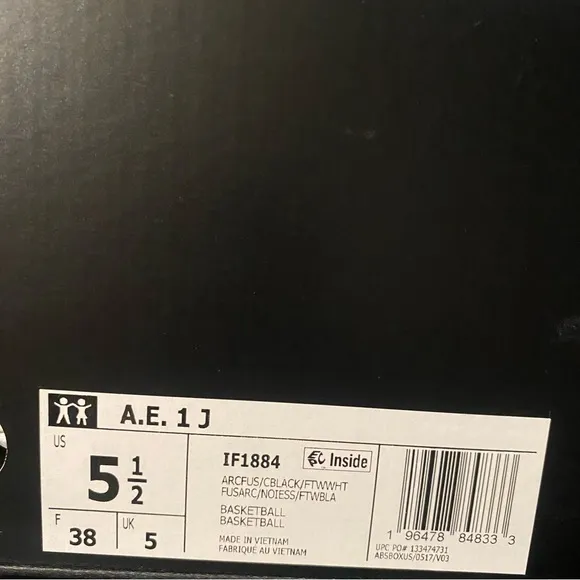 A.E. 1 J
US
5 1/2
F
38
UK
5
IF1884
Inside
ARCFUS/CBLACK/FTWWHT
FUSARC/NOIESS/FTWBLA
BASKETBALL
BASKETBALL
MADE IN VIETNAM
FABRIQUÉ AU VIETNAM
1 96478 84833 3
UPC PO# 133474731
ABSBOXUS/0517/V03